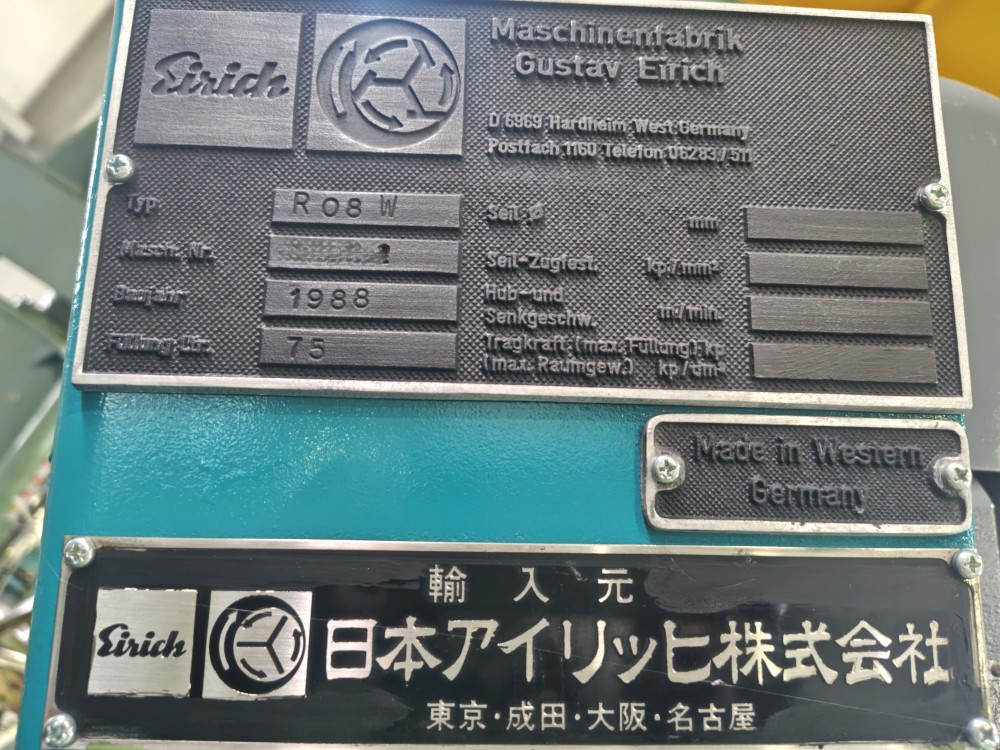 Eirich
Maschinenfabrik
Gustav Eirich
D 6969 Hardheim West Germany
Postfach 1160 Telefon 06283 / 511
Typ R08 W
Masch. Nr.
Baujahr 1988
Füllung Ltr. 75
Seil-Ø mm
Seil-Zugfest. kp/mm²
Hub-und
Senkgeschw. m/min.
Tragkraft (max. Füllung) kp
(max. Raumgew.) kp/dm³
Made in Western
Germany
輸入元
Eirich
日本アイリッヒ株式会社
東京・成田・大阪・名古屋